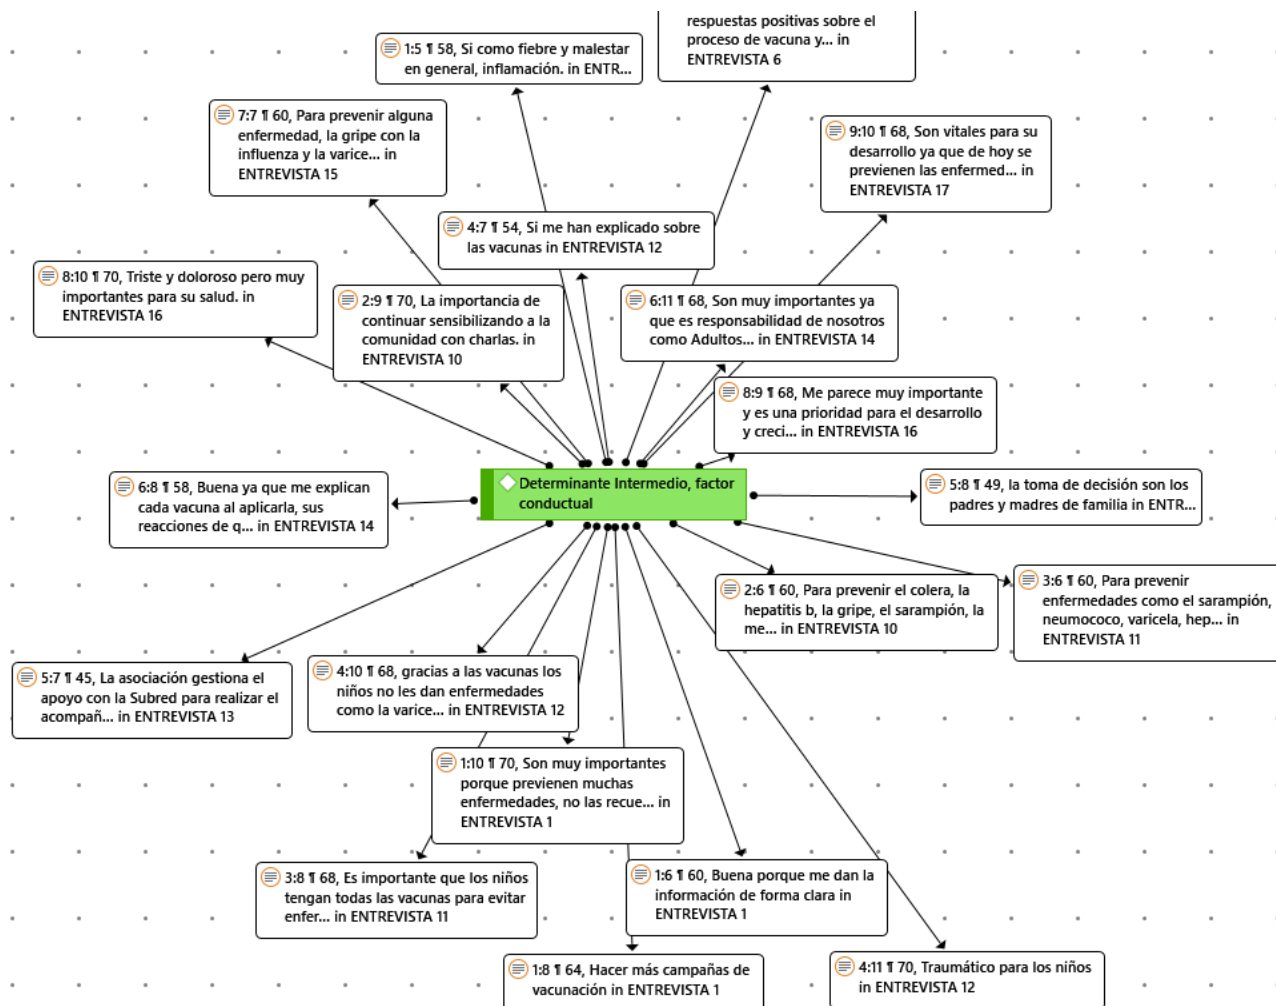 respuestas positivas sobre el
proceso de vacuna y... in
ENTREVISTA 6
1:5 ¶ 58, Si como fiebre y malestar
en general, inflamación. in ENTR...
7:7 ¶ 60, Para prevenir alguna
enfermedad, la gripe con la
influenza y la varice... in
ENTREVISTA 15
9:10 ¶ 68, Son vitales para su
desarrollo ya que de hoy se
previenen las enfermed... in
ENTREVISTA 17
4:7 ¶ 54, Si me han explicado sobre
las vacunas in ENTREVISTA 12
8:10 ¶ 70, Triste y doloroso pero muy
importantes para su salud. in
ENTREVISTA 16
2:9 ¶ 70, La importancia de
continuar sensibilizando a la
comunidad con charlas. in
ENTREVISTA 10
6:11 ¶ 68, Son muy importantes ya
que es responsabilidad de nosotros
como Adultos... in ENTREVISTA 14
8:9 ¶ 68, Me parece muy importante
y es una prioridad para el desarrollo
y creci... in ENTREVISTA 16
Determinante Intermedio, factor
conductual
6:8 ¶ 58, Buena ya que me explican
cada vacuna al aplicarla, sus
reacciones de q... in ENTREVISTA 14
5:8 ¶ 49, la toma de decisión son los
padres y madres de familia in ENTR...
2:6 ¶ 60, Para prevenir el colera, la
hepatitis b, la gripe, el sarampión, la
me... in ENTREVISTA 10
3:6 ¶ 60, Para prevenir
enfermedades como el sarampión,
neumococo, varicela, hep... in
ENTREVISTA 11
5:7 ¶ 45, La asociación gestiona el
apoyo con la Subred para realizar el
acompañ... in ENTREVISTA 13
4:10 ¶ 68, gracias a las vacunas los
niños no les dan enfermedades
como la varice... in ENTREVISTA 12
1:10 ¶ 70, Son muy importantes
porque previenen muchas
enfermedades, no las recue... in
ENTREVISTA 1
3:8 ¶ 68, Es importante que los niños
tengan todas las vacunas para evitar
enfer... in ENTREVISTA 11
1:6 ¶ 60, Buena porque me dan la
información de forma clara in
ENTREVISTA 1
1:8 ¶ 64, Hacer más campañas de
vacunación in ENTREVISTA 1
4:11 ¶ 70, Traumático para los niños
in ENTREVISTA 12